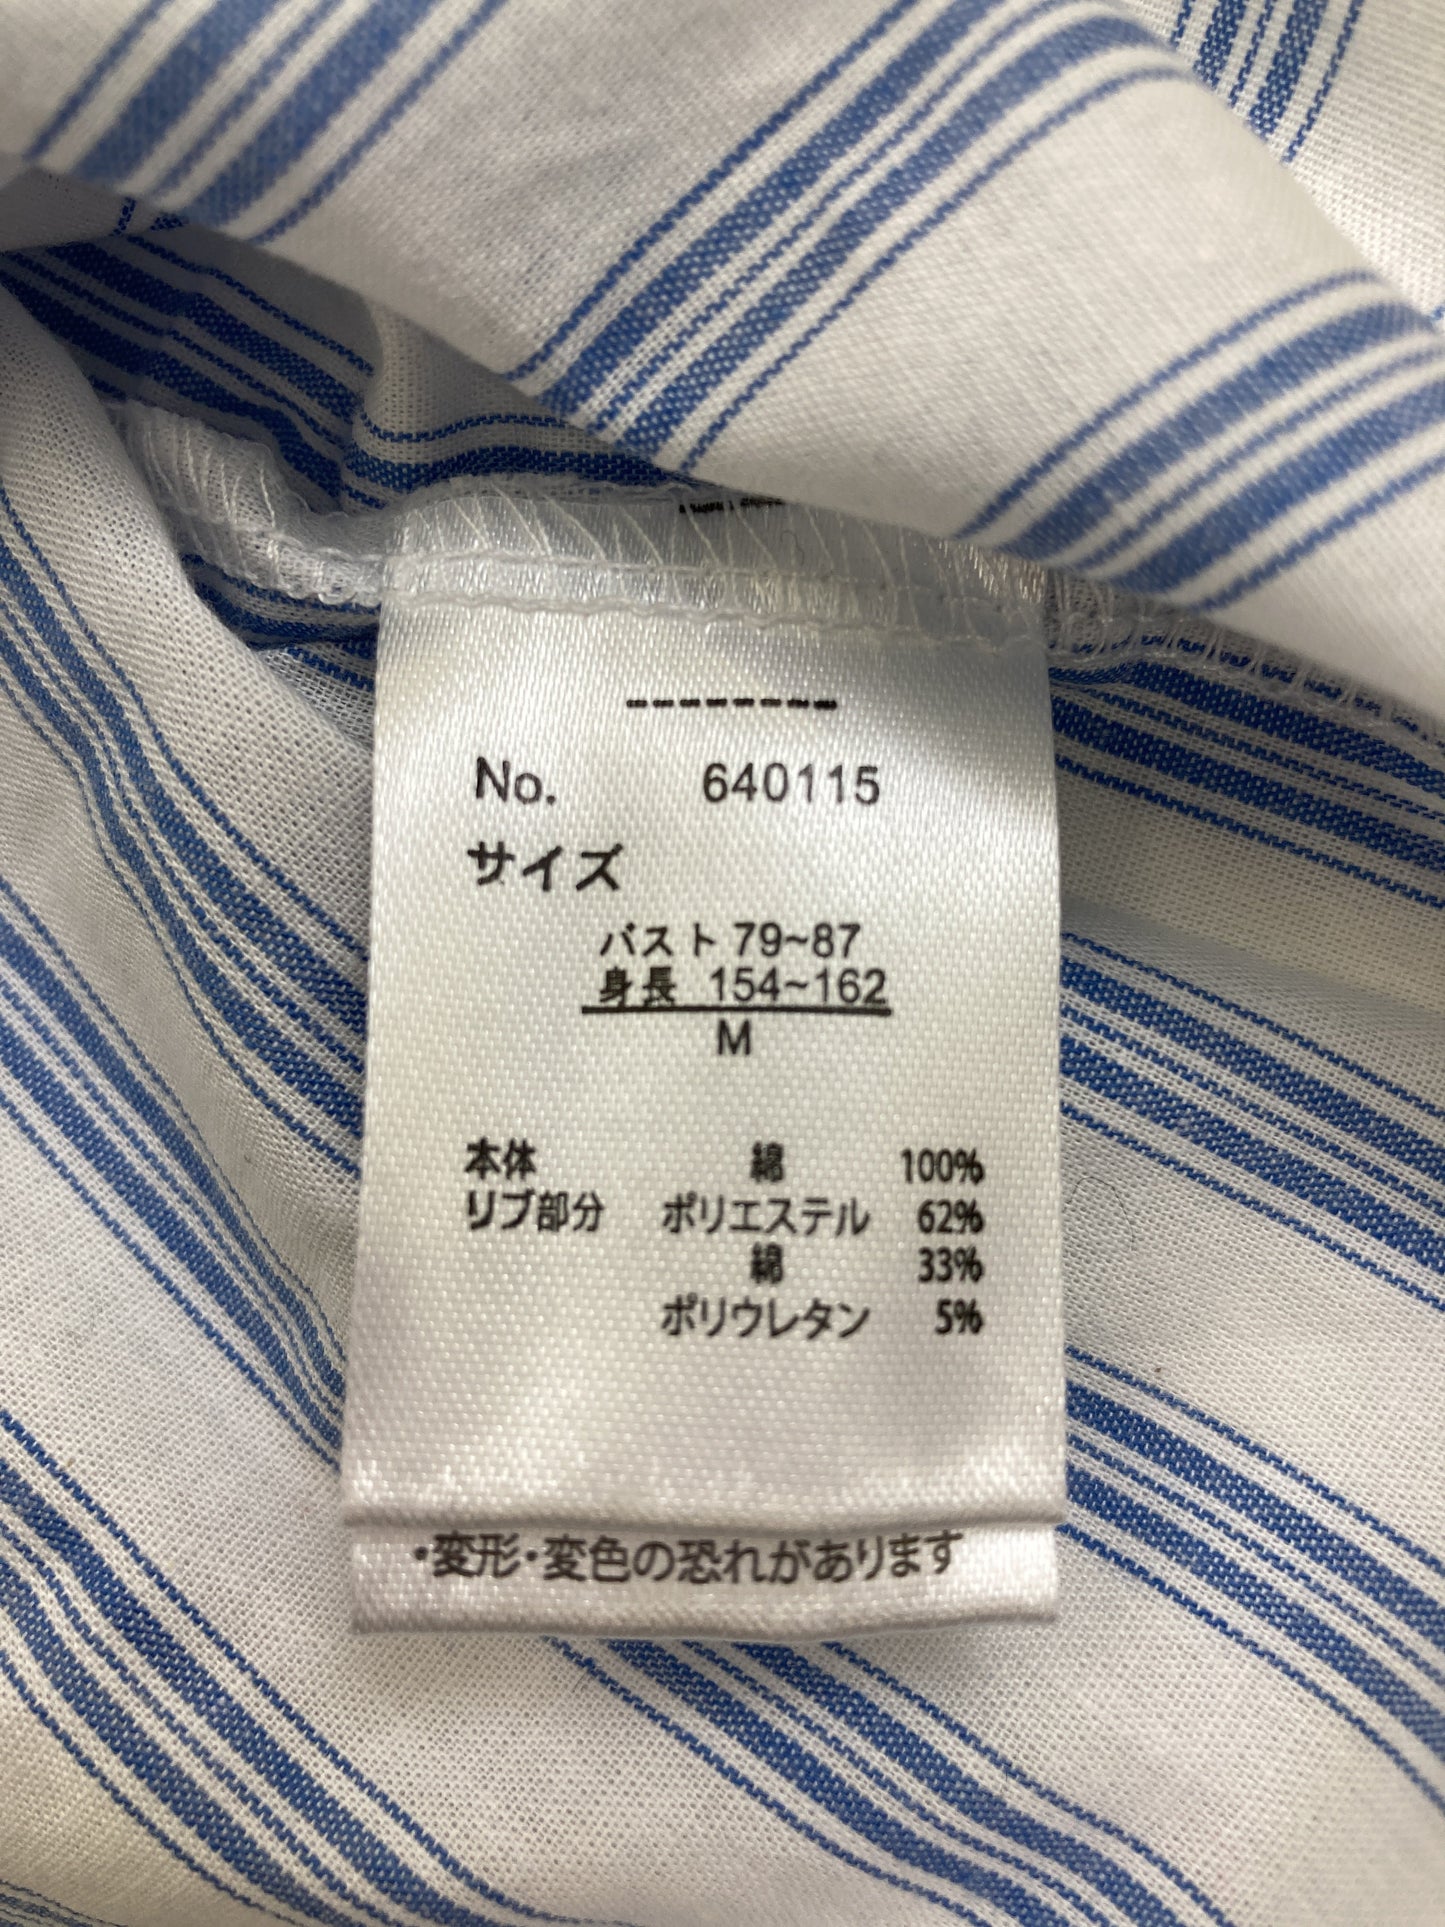 --------
No. 640115
サイズ
バスト 79~87
身長 154~162
M
本体 綿 100%
リブ部分 ポリエステル 62%
綿 33%
ポリウレタン 5%
・変形・変色の恐れがあります